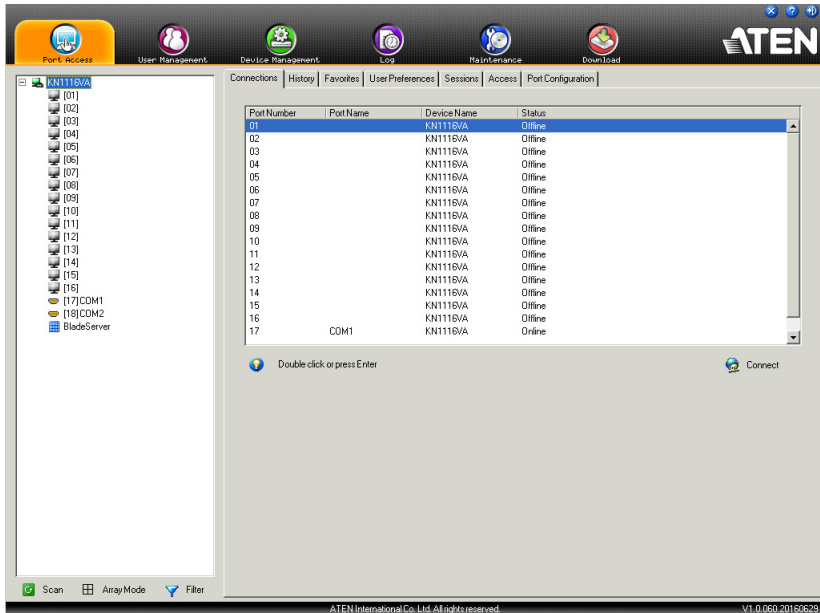 Port Access User Management Device Management Log Maintenance Download ATEN
KN1116VA
[01]
[02]
[03]
[04]
[05]
[06]
[07]
[08]
[09]
[10]
[11]
[12]
[13]
[14]
[15]
[16]
[17]COM1
[18]COM2
BladeServer
Scan Array Mode Filter
Connections History Favorites User Preferences Sessions Access Port Configuration
Port Number Port Name Device Name Status
01 KN1116VA Offline
02 KN1116VA Offline
03 KN1116VA Offline
04 KN1116VA Offline
05 KN1116VA Offline
06 KN1116VA Offline
07 KN1116VA Offline
08 KN1116VA Offline
09 KN1116VA Offline
10 KN1116VA Offline
11 KN1116VA Offline
12 KN1116VA Offline
13 KN1116VA Offline
14 KN1116VA Offline
15 KN1116VA Offline
16 KN1116VA Offline
17 COM1 KN1116VA Online
Double click or press Enter Connect
ATEN International Co. Ltd. All rights reserved. V1.0.060.20160629